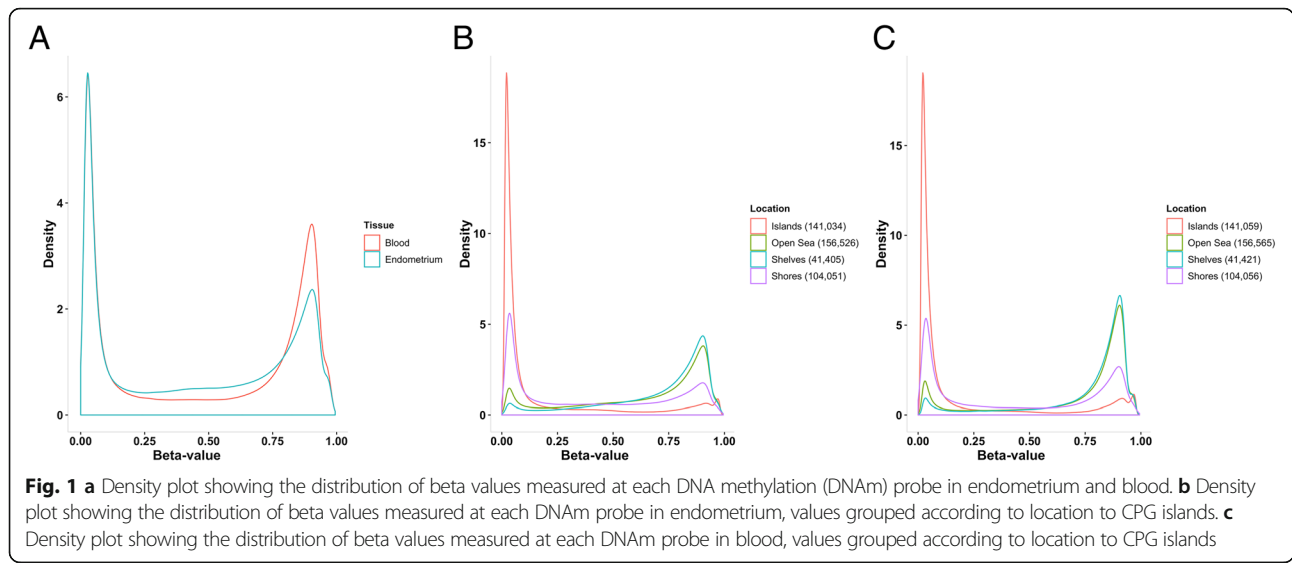 A
B
C
6
4
2
0
Density
0.00
0.25
0.50
0.75
1.00
Beta-value
Tissue
Blood
Endometrium
15
10
5
0
Density
0.00
0.25
0.50
0.75
1.00
Beta-value
Location
Islands (141,034)
Open Sea (156,526)
Shelves (41,405)
Shores (104,051)
15
10
5
0
Density
0.00
0.25
0.50
0.75
1.00
Beta-value
Location
Islands (141,059)
Open Sea (156,565)
Shelves (41,421)
Shores (104,056)
Fig. 1 a Density plot showing the distribution of beta values measured at each DNA methylation (DNAm) probe in endometrium and blood. b Density
plot showing the distribution of beta values measured at each DNAm probe in endometrium, values grouped according to location to CPG islands. c
Density plot showing the distribution of beta values measured at each DNAm probe in blood, values grouped according to location to CPG islands